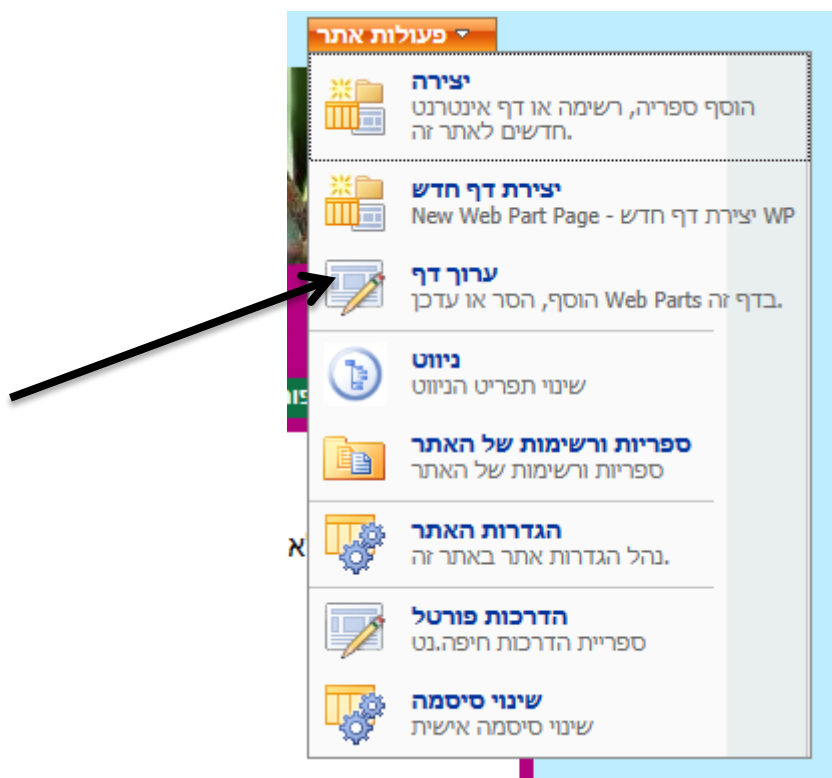 פעולות אתר
יצירה
הוסף ספריה, רשימה או דף אינטרנט
חדשים לאתר זה.
יצירת דף חדש
WP יצירת דף חדש - New Web Part Page
ערוך דף
בדף זה Web Parts הוסף, הסר או עדכן.
ניווט
שינוי תפריט הניווט
ספריות ורשימות של האתר
ספריות ורשימות של האתר
הגדרות האתר
נהל הגדרות אתר באתר זה.
הדרכות פורטל
ספריית הדרכות חיפה.נט
שינוי סיסמה
שינוי סיסמה אישית